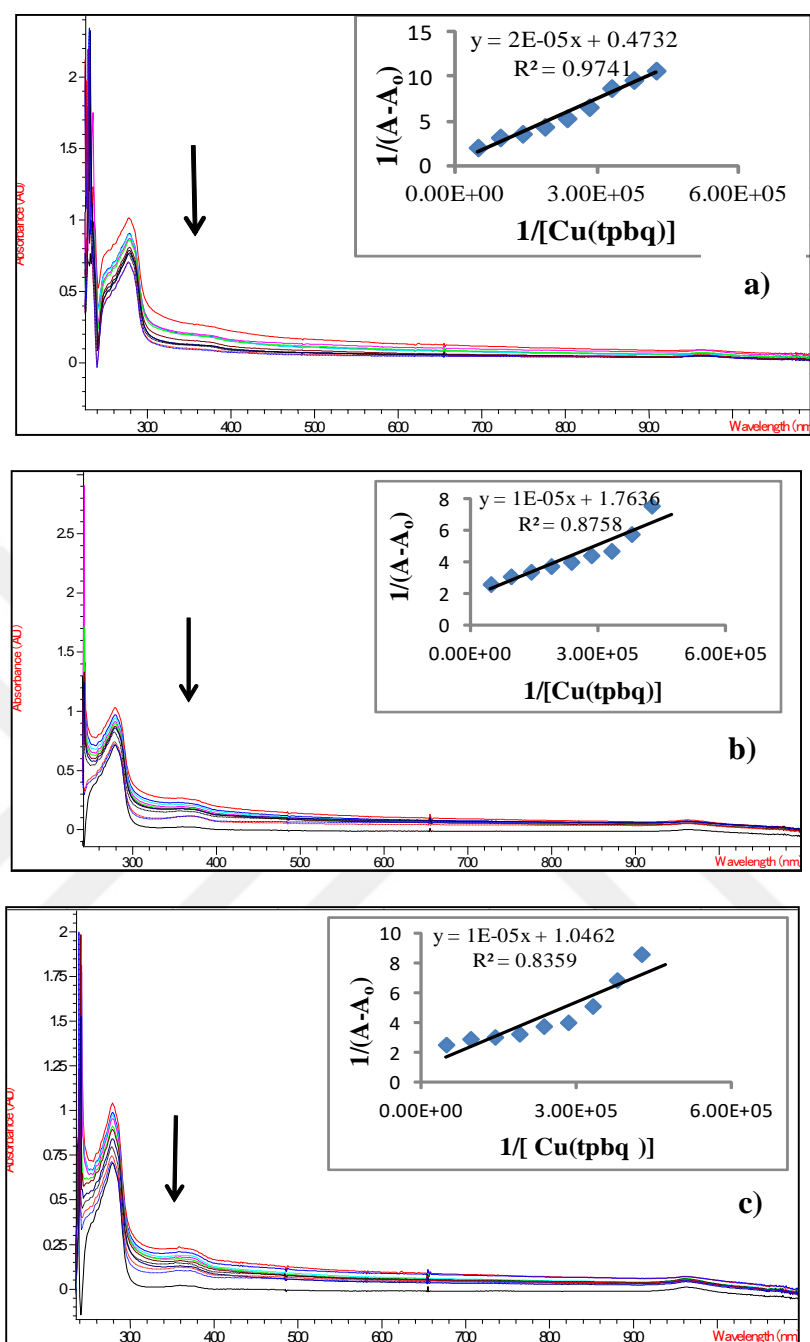 y = 2E-05x + 0.4732
R² = 0.9741
15
10
5
0
0.00E+00 3.00E+05 6.00E+05
1/(A-Aₒ)
1/[Cu(tpbq)]
a)
2
1.5
1
0.5
0
Absorbance (AU)
300 400 500 600 700 800 900
Wavelength (nm)
y = 1E-05x + 1.7636
R² = 0.8758
8
6
4
2
0
0.00E+00 3.00E+05 6.00E+05
1/(A-Aₒ)
1/[Cu(tpbq)]
b)
2.5
2
1.5
1
0.5
0
Absorbance (AU)
300 400 500 600 700 800 900
Wavelength (nm)
y = 1E-05x + 1.0462
R² = 0.8359
10
8
6
4
2
0
0.00E+00 3.00E+05 6.00E+05
1/(A-Aₒ)
1/[ Cu(tpbq )]
c)
2
1.75
1.5
1.25
1
0.75
0.5
0.25
0
Absorbance (AU)
300 400 500 600 700 800 900
Wavelength (nm)